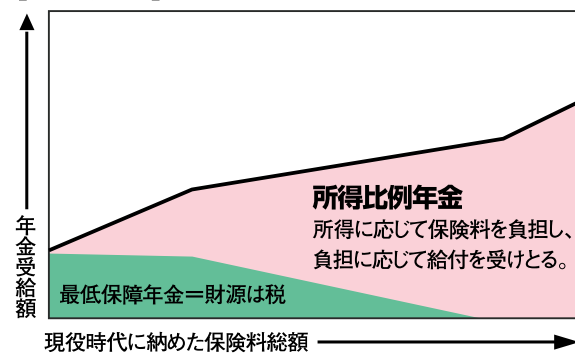 年金受給額
所得比例年金
所得に応じて保険料を負担し、
負担に応じて給付を受けとる。
最低保障年金＝財源は税
現役時代に納めた保険料総額